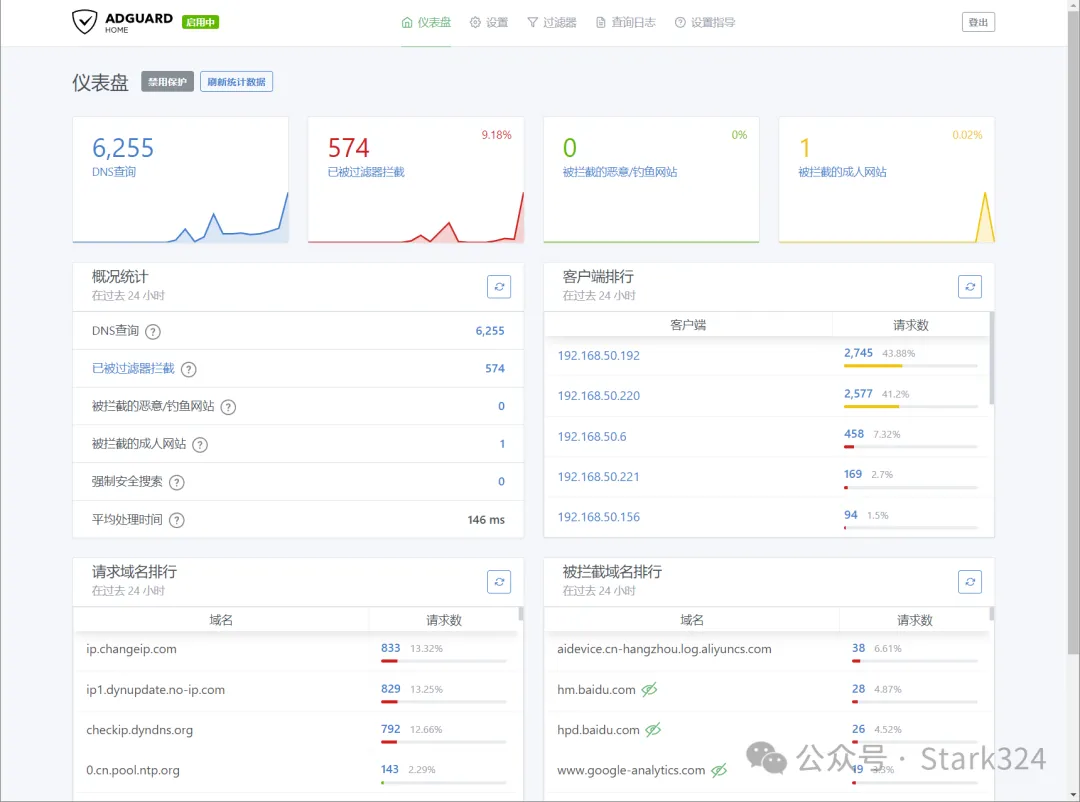 ADGUARD
HOME
启用中
仪表盘
设置
过滤器
查询日志
设置指导
登出
仪表盘
禁用保护
刷新统计数据
6,255
DNS查询
574
9.18%
已被过滤器拦截
0
0%
被拦截的恶意/钓鱼网站
1
0.02%
被拦截的成人网站
概况统计
在过去 24 小时
DNS查询 ? 6,255
已被过滤器拦截 ? 574
被拦截的恶意/钓鱼网站 ? 0
被拦截的成人网站 ? 1
强制安全搜索 ? 0
平均处理时间 ? 146 ms
客户端排行
在过去 24 小时
客户端 请求数
192.168.50.192 2,745 43.88%
192.168.50.220 2,577 41.2%
192.168.50.6 458 7.32%
192.168.50.221 169 2.7%
192.168.50.156 94 1.5%
请求域名排行
在过去 24 小时
域名 请求数
ip.changeip.com 833 13.32%
ip1.dynupdate.no-ip.com 829 13.25%
checkip.dyndns.org 792 12.66%
0.cn.pool.ntp.org 143 2.29%
被拦截域名排行
在过去 24 小时
域名 请求数
aidevice.cn-hangzhou.log.aliyuncs.com 38 6.61%
hm.baidu.com 28 4.87%
hpd.baidu.com 26 4.52%
www.google-analytics.com 19
公众号 · Stark324